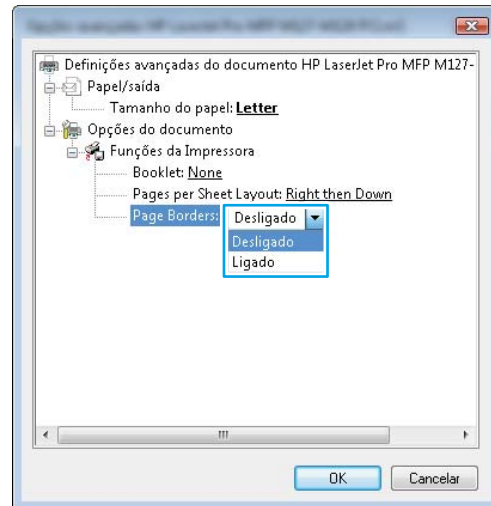 Definições avançadas do documento HP LaserJet Pro MFP M127-
Papel/saída
Tamanho do papel: Letter
Opções do documento
Funções da Impressora
Booklet: None
Pages per Sheet Layout: Right then Down
Page Borders: Desligado
Desligado
Ligado
OK Cancelar